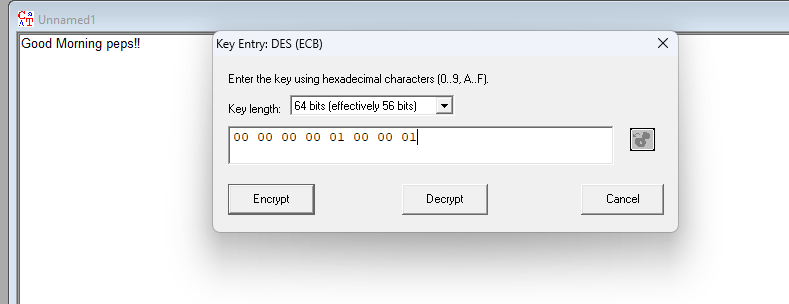 Unnamed1
Good Morning peps!!
Key Entry: DES (ECB)
Enter the key using hexadecimal characters (0..9, A..F).
Key length: 64 bits (effectively 56 bits)
00 00 00 00 01 00 00 01
Encrypt Decrypt Cancel